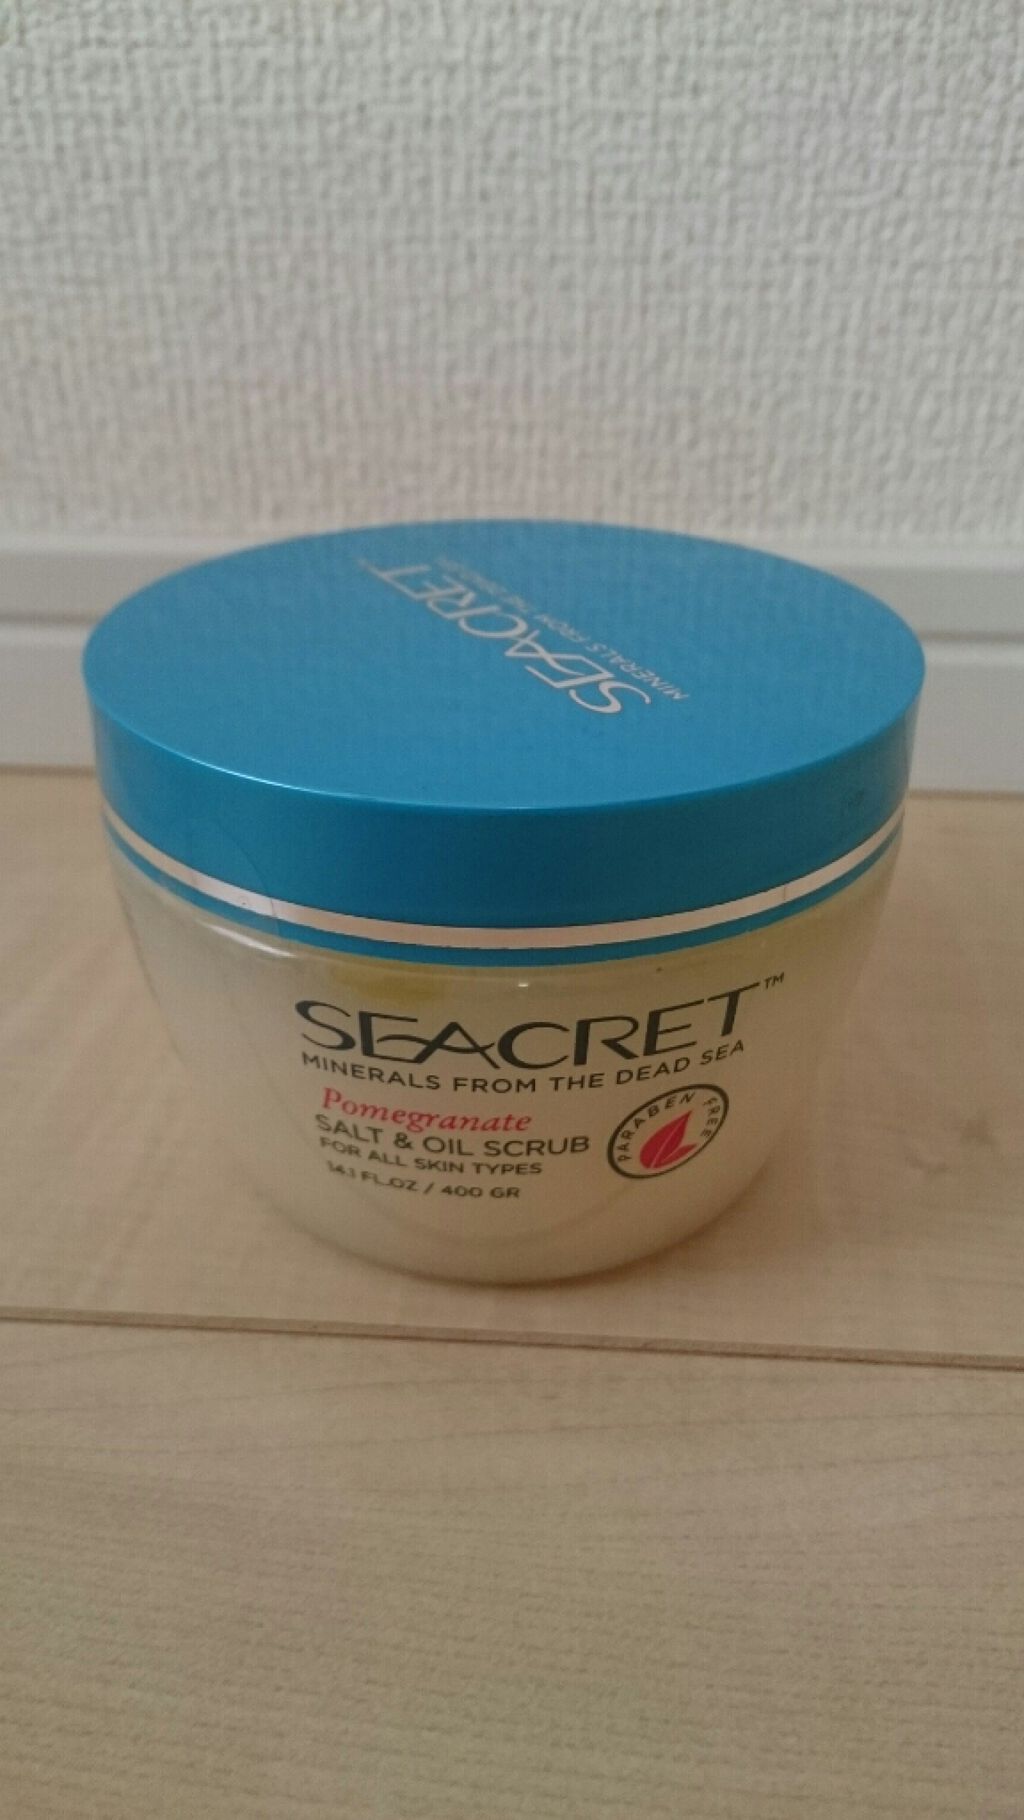 SEACRET™
MINERALS FROM THE DEAD SEA
SEACRET™
MINERALS FROM THE DEAD SEA
Pomegranate
SALT & OIL SCRUB
FOR ALL SKIN TYPES
14.1 FL.OZ / 400 GR
PARABEN FREE